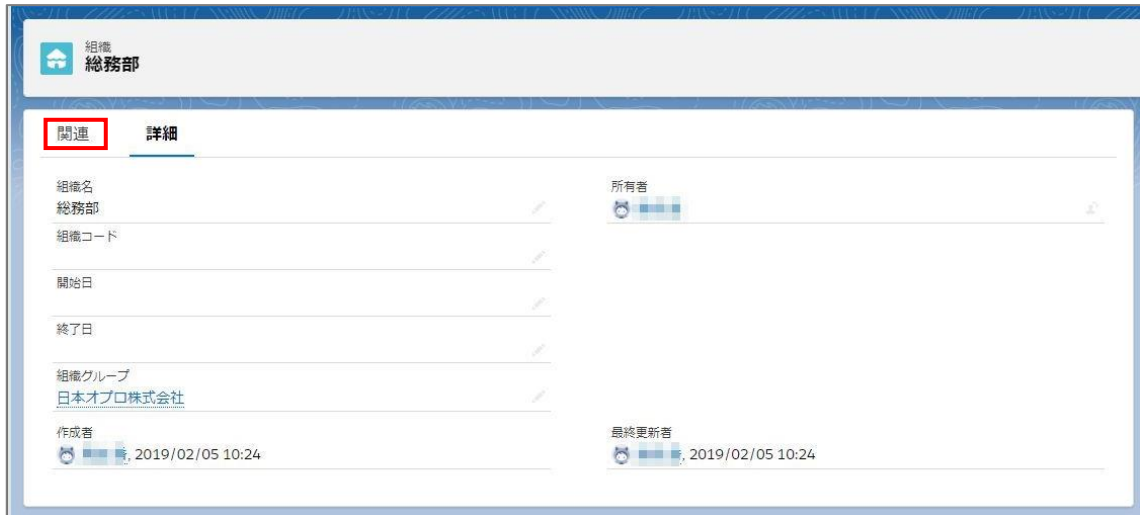 組織
総務部
関連 詳細
組織名
総務部
組織コード
開始日
終了日
組織グループ
日本オプロ株式会社
作成者
, 2019/02/05 10:24
所有者
最終更新者
, 2019/02/05 10:24